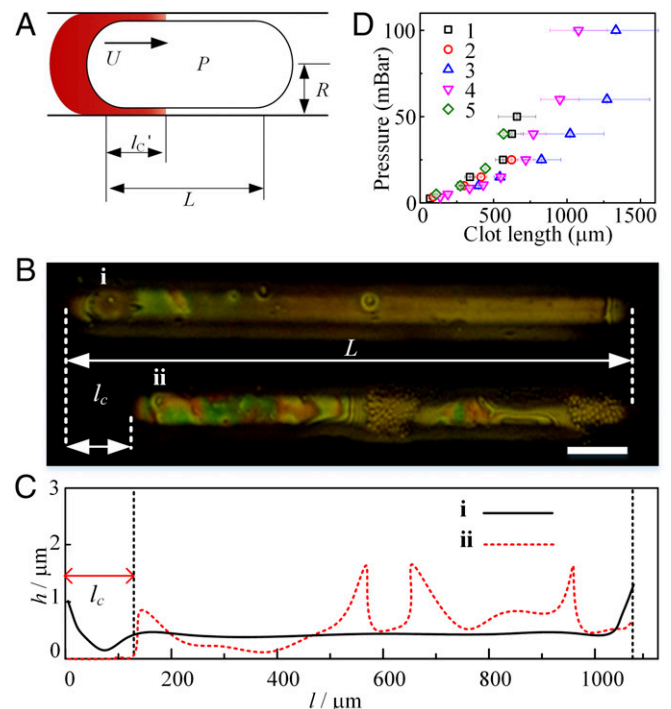 A
U
P
R
lC'
L
D
Pressure (mBar)
100
50
0
1
2
3
4
5
0
500
1000
1500
Clot length (μm)
B
i
L
ii
lc
C
h / μm
3
2
1
0
i
ii
lc
0
200
400
600
800
1000
l / μm